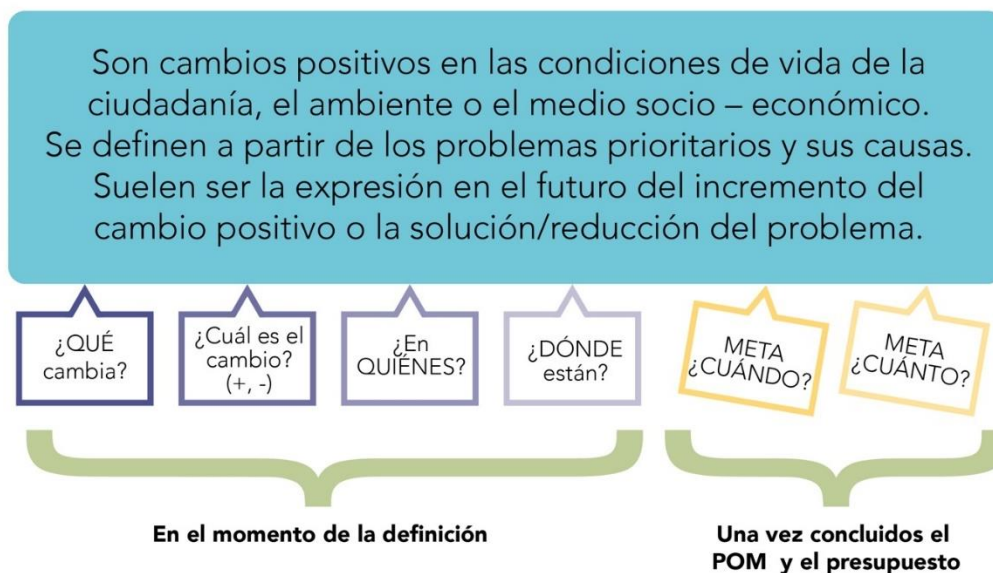 Son cambios positivos en las condiciones de vida de la
ciudadanía, el ambiente o el medio socio – económico.
Se definen a partir de los problemas prioritarios y sus causas.
Suelen ser la expresión en el futuro del incremento del
cambio positivo o la solución/reducción del problema.
¿QUÉ
cambia?
¿Cuál es el
cambio?
(+, -)
¿En
QUIÉNES?
¿DÓNDE
están?
META
¿CUÁNDO?
META
¿CUÁNTO?
En el momento de la definición
Una vez concluidos el
POM y el presupuesto